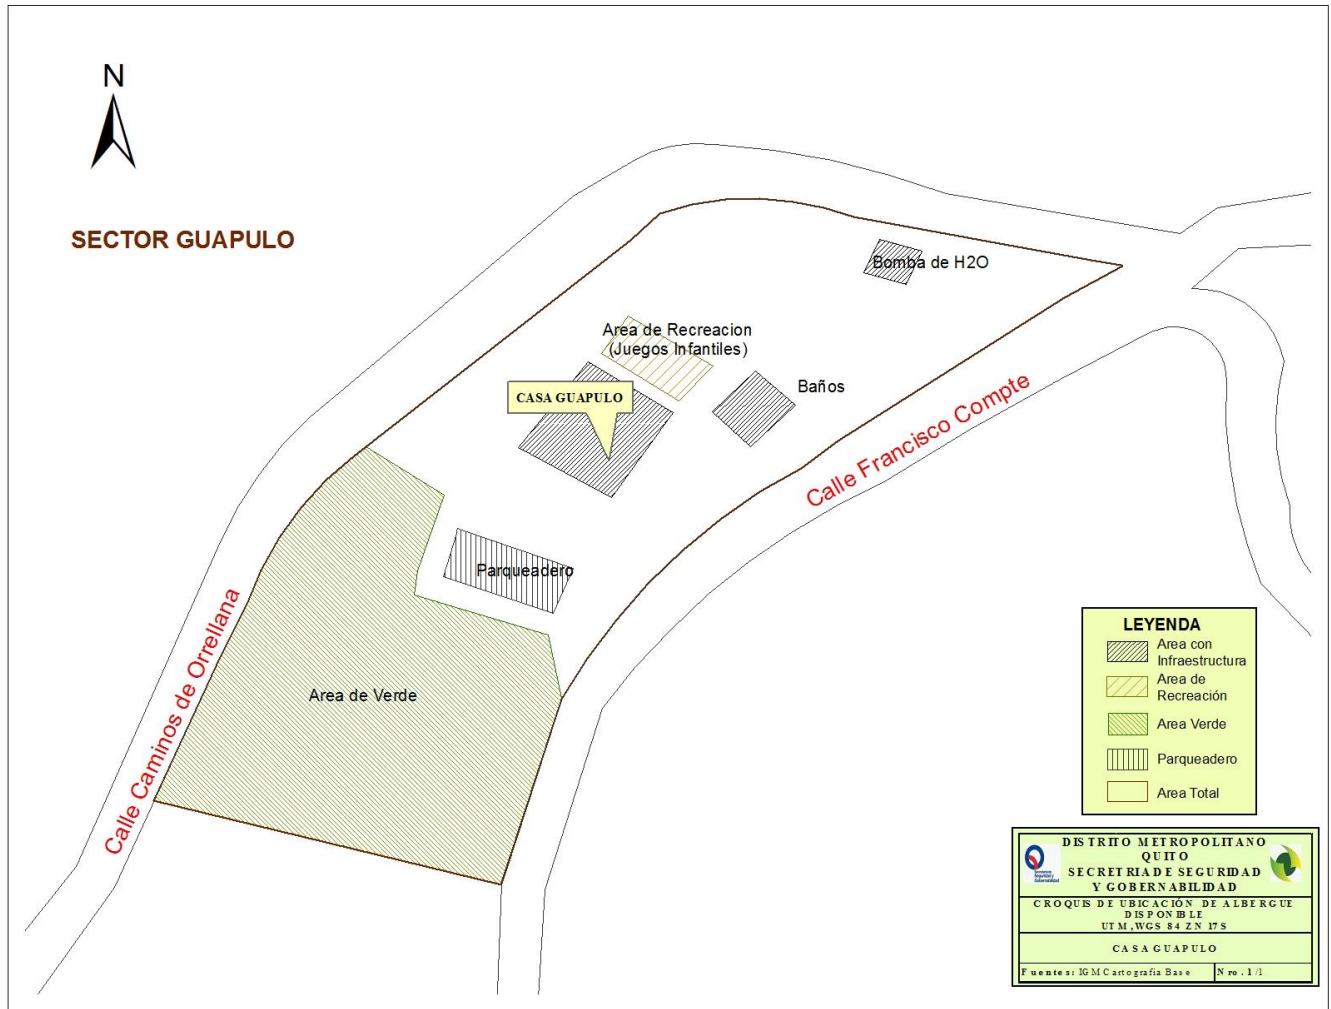 N
SECTOR GUAPULO
Bomba de H2O
Area de Recreacion
(Juegos Infantiles)
CASA GUAPULO
Baños
Calle Francisco Compte
Parqueadero
Area de Verde
Calle Caminos de Orrellana
LEYENDA
Area con
Infraestructura
Area de
Recreación
Area Verde
Parqueadero
Area Total
DISTRITO METROPOLITANO
QUITO
SECRETRIA DE SEGURIDAD
Y GOBERNABILIDAD
CROQUIS DE UBICACIÓN DE ALBERGUE
DISPONIBLE
UTM,WGS 84 ZN 17S
CASA GUAPULO
Fuentes: IGM Cartografia Base
Nro. 1/1